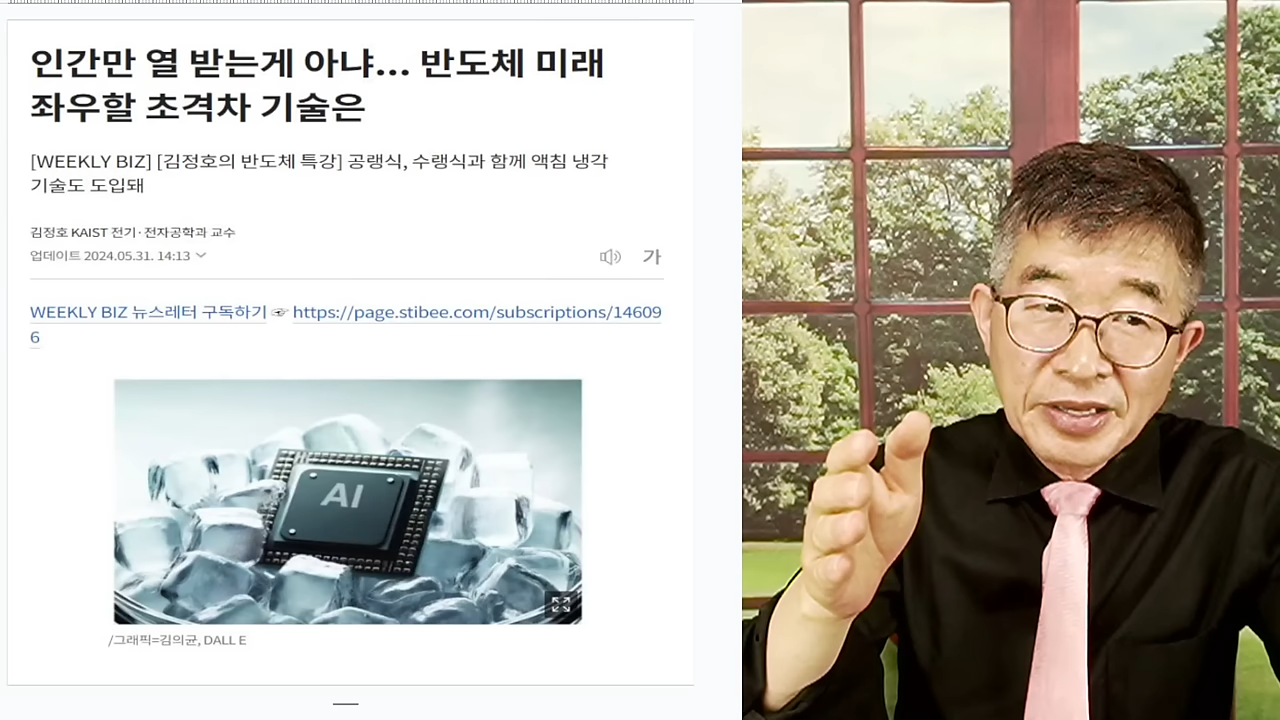 인간만 열 받는게 아냐... 반도체 미래
좌우할 초격차 기술은
[WEEKLY BIZ] [김정호의 반도체 특강] 공랭식, 수랭식과 함께 액침 냉각
기술도 도입돼
김정호 KAIST 전기·전자공학과 교수
업데이트 2024.05.31. 14:13
가
WEEKLY BIZ 뉴스레터 구독하기 ☞ https://page.stibee.com/subscriptions/14609
6
AI
/그래픽=김의균, DALL E